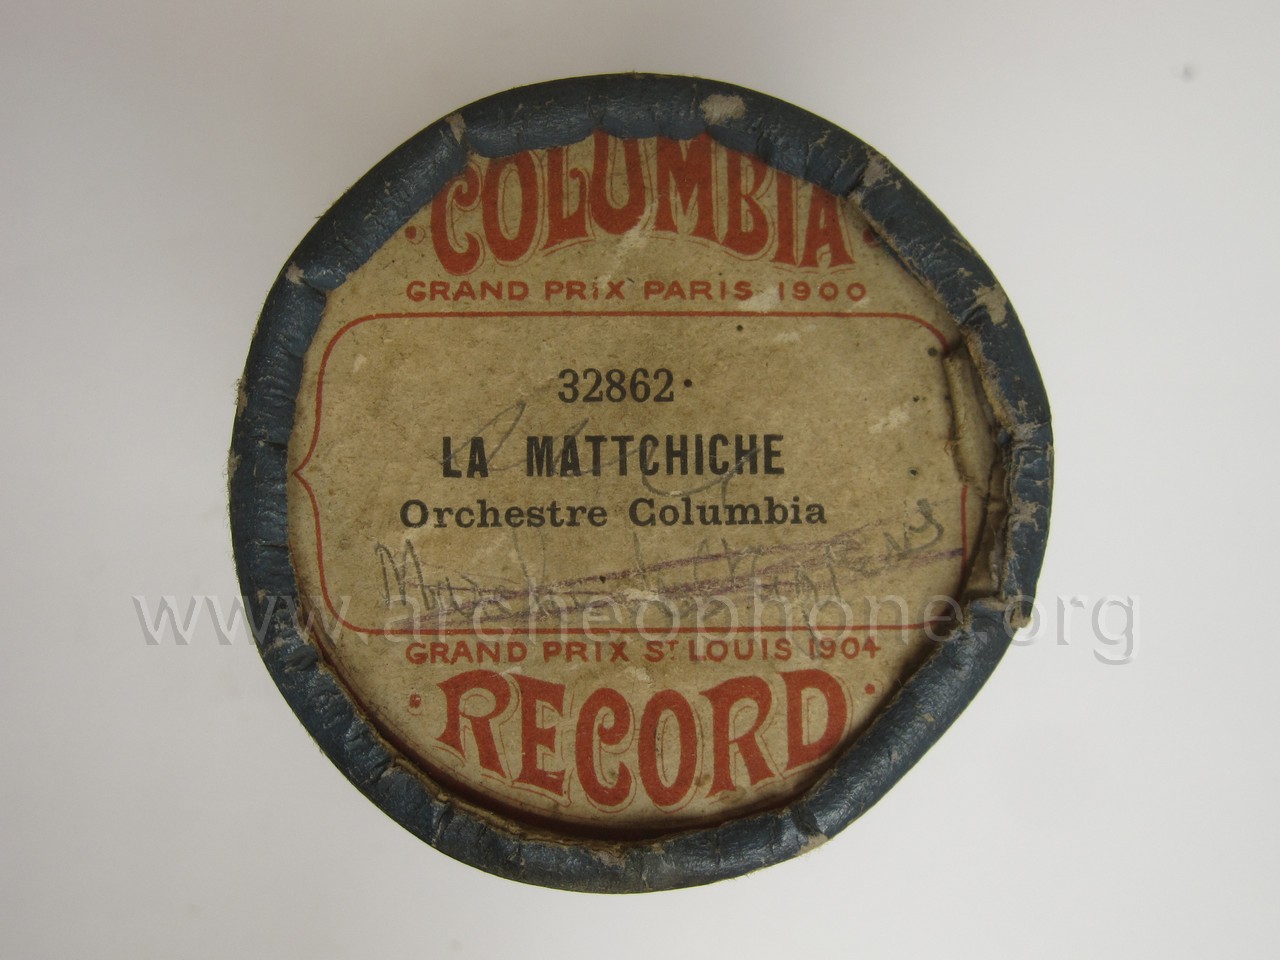 COLUMBIA
GRAND PRIX PARIS 1900
32862
LA MATTCHICHE
Orchestre Columbia
www.archeophone.org
GRAND PRIX ST LOUIS 1904
RECORD